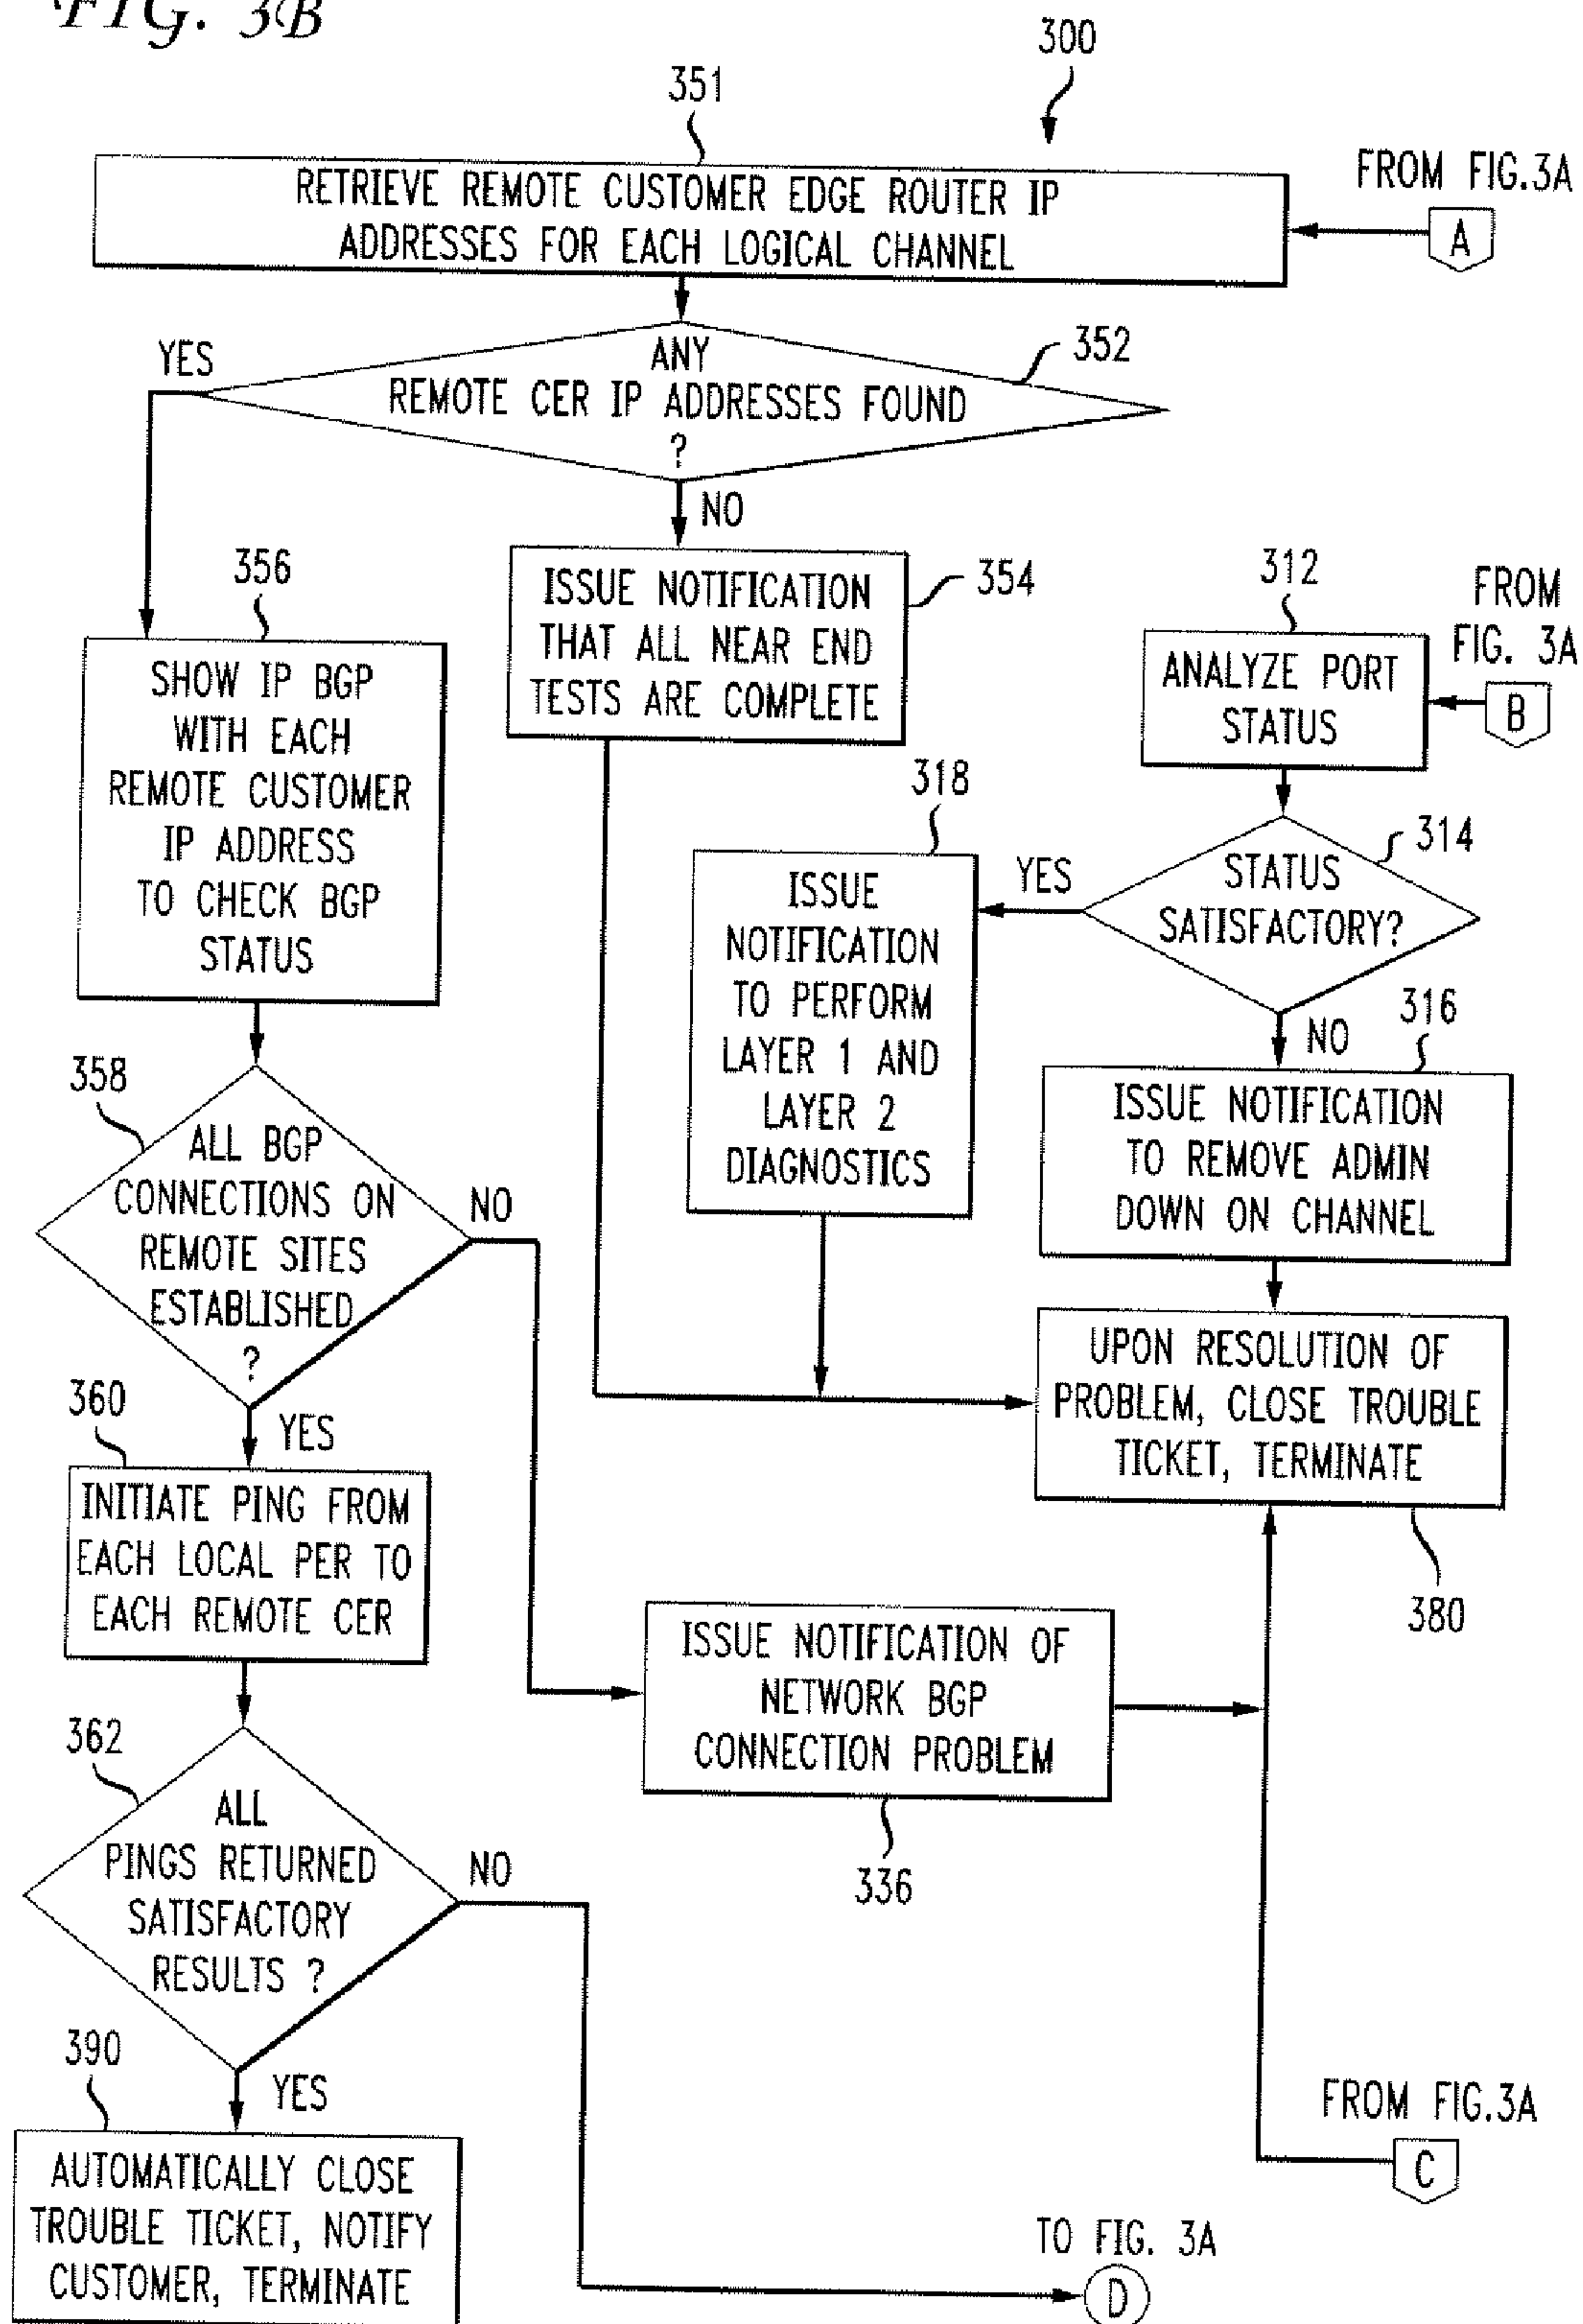 FIG. 3B
300
351
RETRIEVE REMOTE CUSTOMER EDGE ROUTER IP
ADDRESSES FOR EACH LOGICAL CHANNEL
FROM FIG.3A
A
352
YES
ANY
REMOTE CER IP ADDRESSES FOUND
?
NO
356
SHOW IP BGP
WITH EACH
REMOTE CUSTOMER
IP ADDRESS
TO CHECK BGP
STATUS
ISSUE NOTIFICATION
THAT ALL NEAR END
TESTS ARE COMPLETE
354
312
ANALYZE PORT
STATUS
FROM
FIG. 3A
B
318
ISSUE
NOTIFICATION
TO PERFORM
LAYER 1 AND
LAYER 2
DIAGNOSTICS
YES
STATUS
SATISFACTORY?
314
NO
316
ISSUE NOTIFICATION
TO REMOVE ADMIN
DOWN ON CHANNEL
358
ALL BGP
CONNECTIONS ON
REMOTE SITES
ESTABLISHED
?
NO
YES
UPON RESOLUTION OF
PROBLEM, CLOSE TROUBLE
TICKET, TERMINATE
380
360
INITIATE PING FROM
EACH LOCAL PER TO
EACH REMOTE CER
ISSUE NOTIFICATION OF
NETWORK BGP
CONNECTION PROBLEM
336
362
ALL
PINGS RETURNED
SATISFACTORY
RESULTS ?
NO
YES
390
AUTOMATICALLY CLOSE
TROUBLE TICKET, NOTIFY
CUSTOMER, TERMINATE
FROM FIG.3A
C
TO FIG. 3A
D